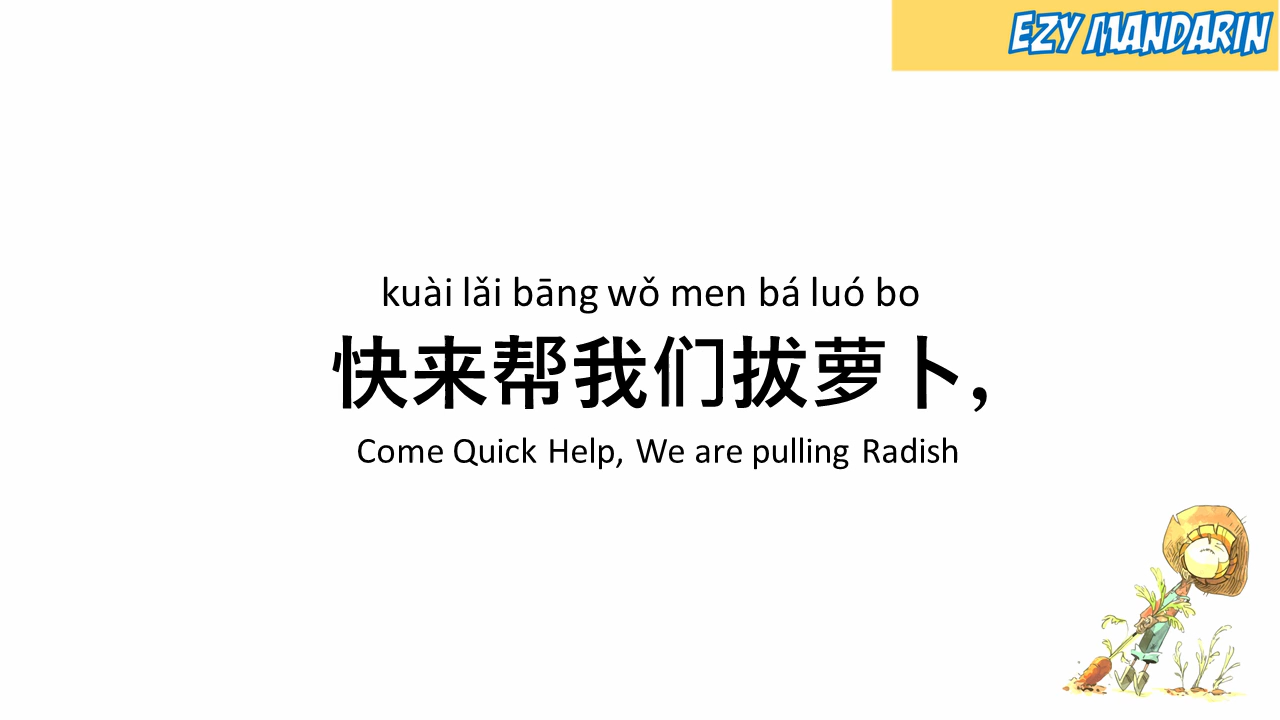 EZY MANDARIN
kuài lǎi bāng wǒ men bá luó bo
快来帮我们拔萝卜,
Come Quick Help, We are pulling Radish